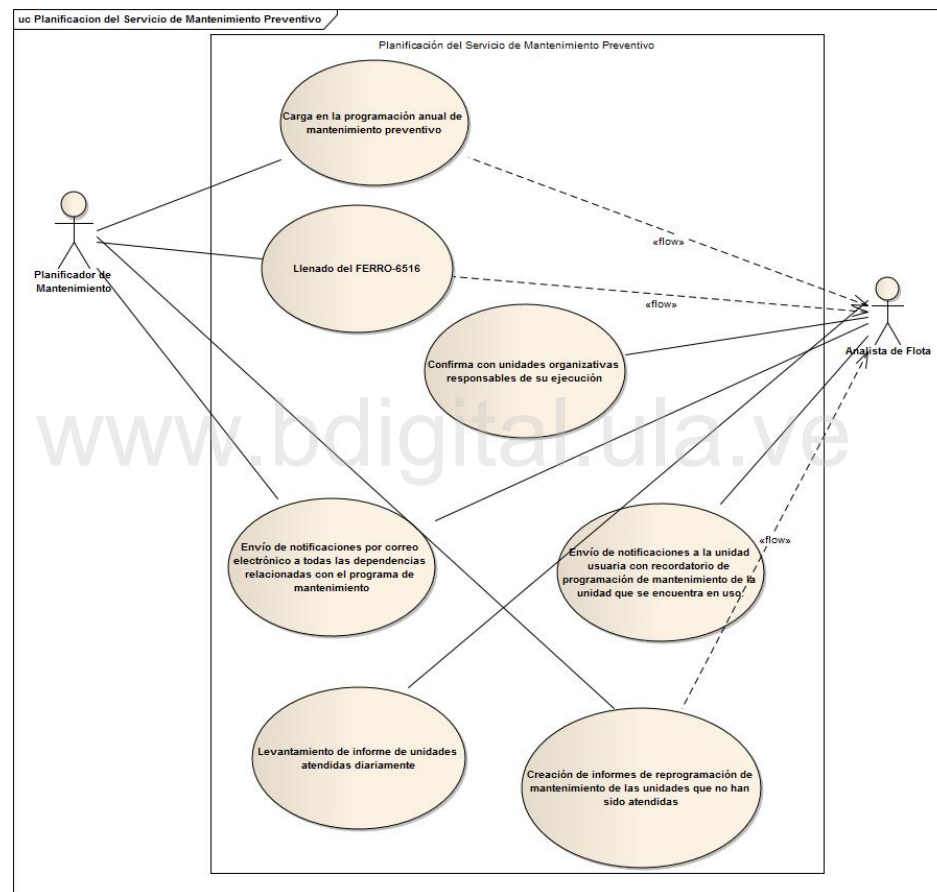 uc Planificacion del Servicio de Mantenimiento Preventivo
Planificación del Servicio de Mantenimiento Preventivo
Carga en la programación anual de
mantenimiento preventivo
«flow»
Planificador de
Mantenimiento
Llenado del FERRO-6516
«flow»
Analista de Flota
Confirma con unidades organizativas
responsables de su ejecución
www.bdigital.ula.ve
Envío de notificaciones por correo
electrónico a todas las dependencias
relacionadas con el programa de
mantenimiento
«flow»
Envío de notificaciones a la unidad
usuaria con recordatorio de
programación de mantenimiento de la
unidad que se encuentra en uso
Levantamiento de informe de unidades
atendidas diariamente
Creación de informes de reprogramación de
mantenimiento de las unidades que no han
sido atendidas